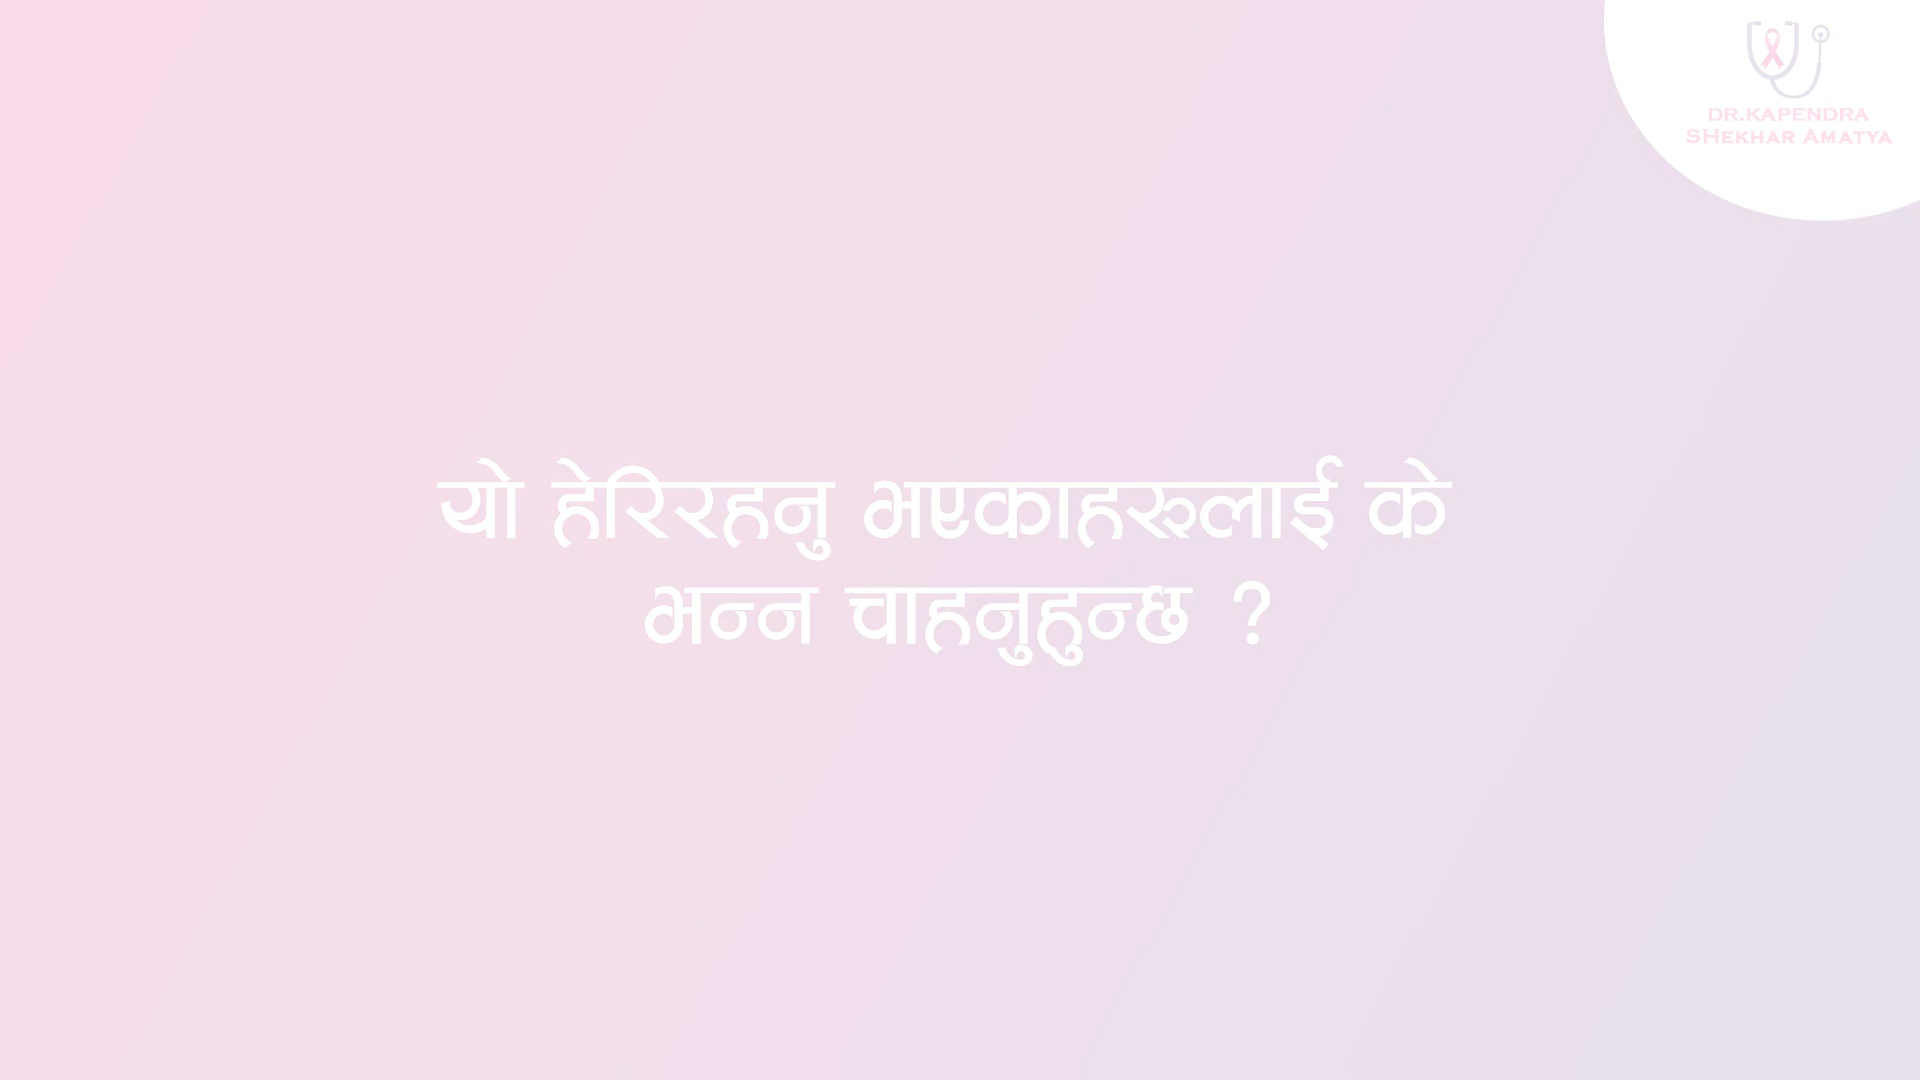 DR.KAPENDRA
SHEKHAR AMATYA
यो हेरिरहनु भएकाहरुलाई के
भन्न चाहनुहुन्छ ?